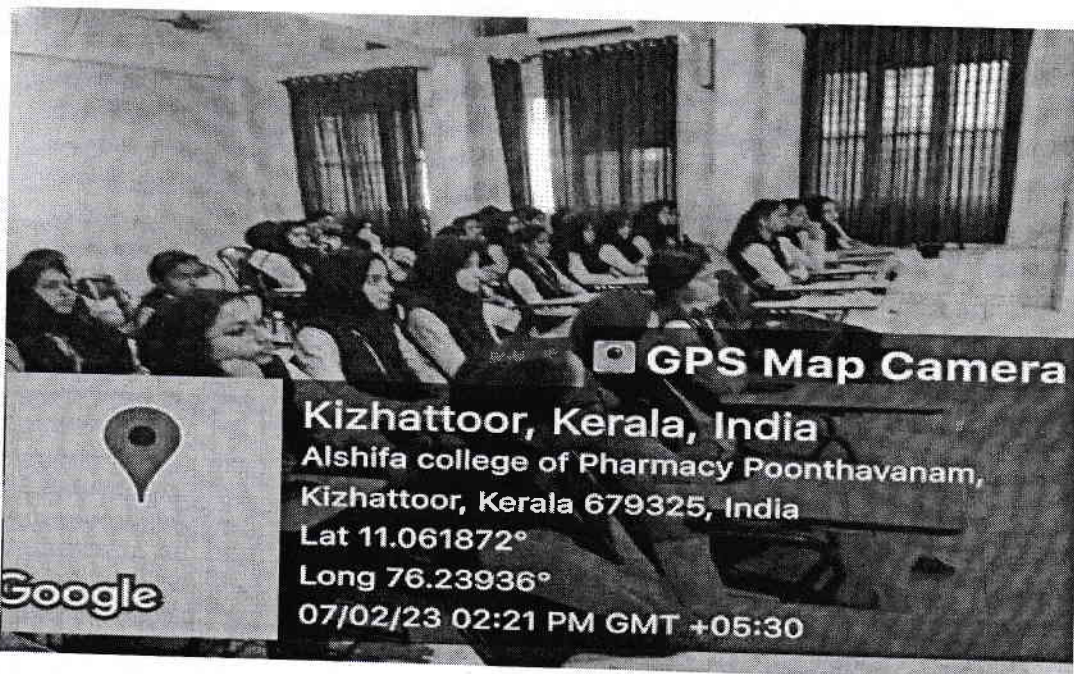 GPS Map Camera
Kizhattoor, Kerala, India
Alshifa college of Pharmacy Poonthavanam,
Kizhattoor, Kerala 679325, India
Lat 11.061872°
Long 76.23936°
07/02/23 02:21 PM GMT +05:30
Google